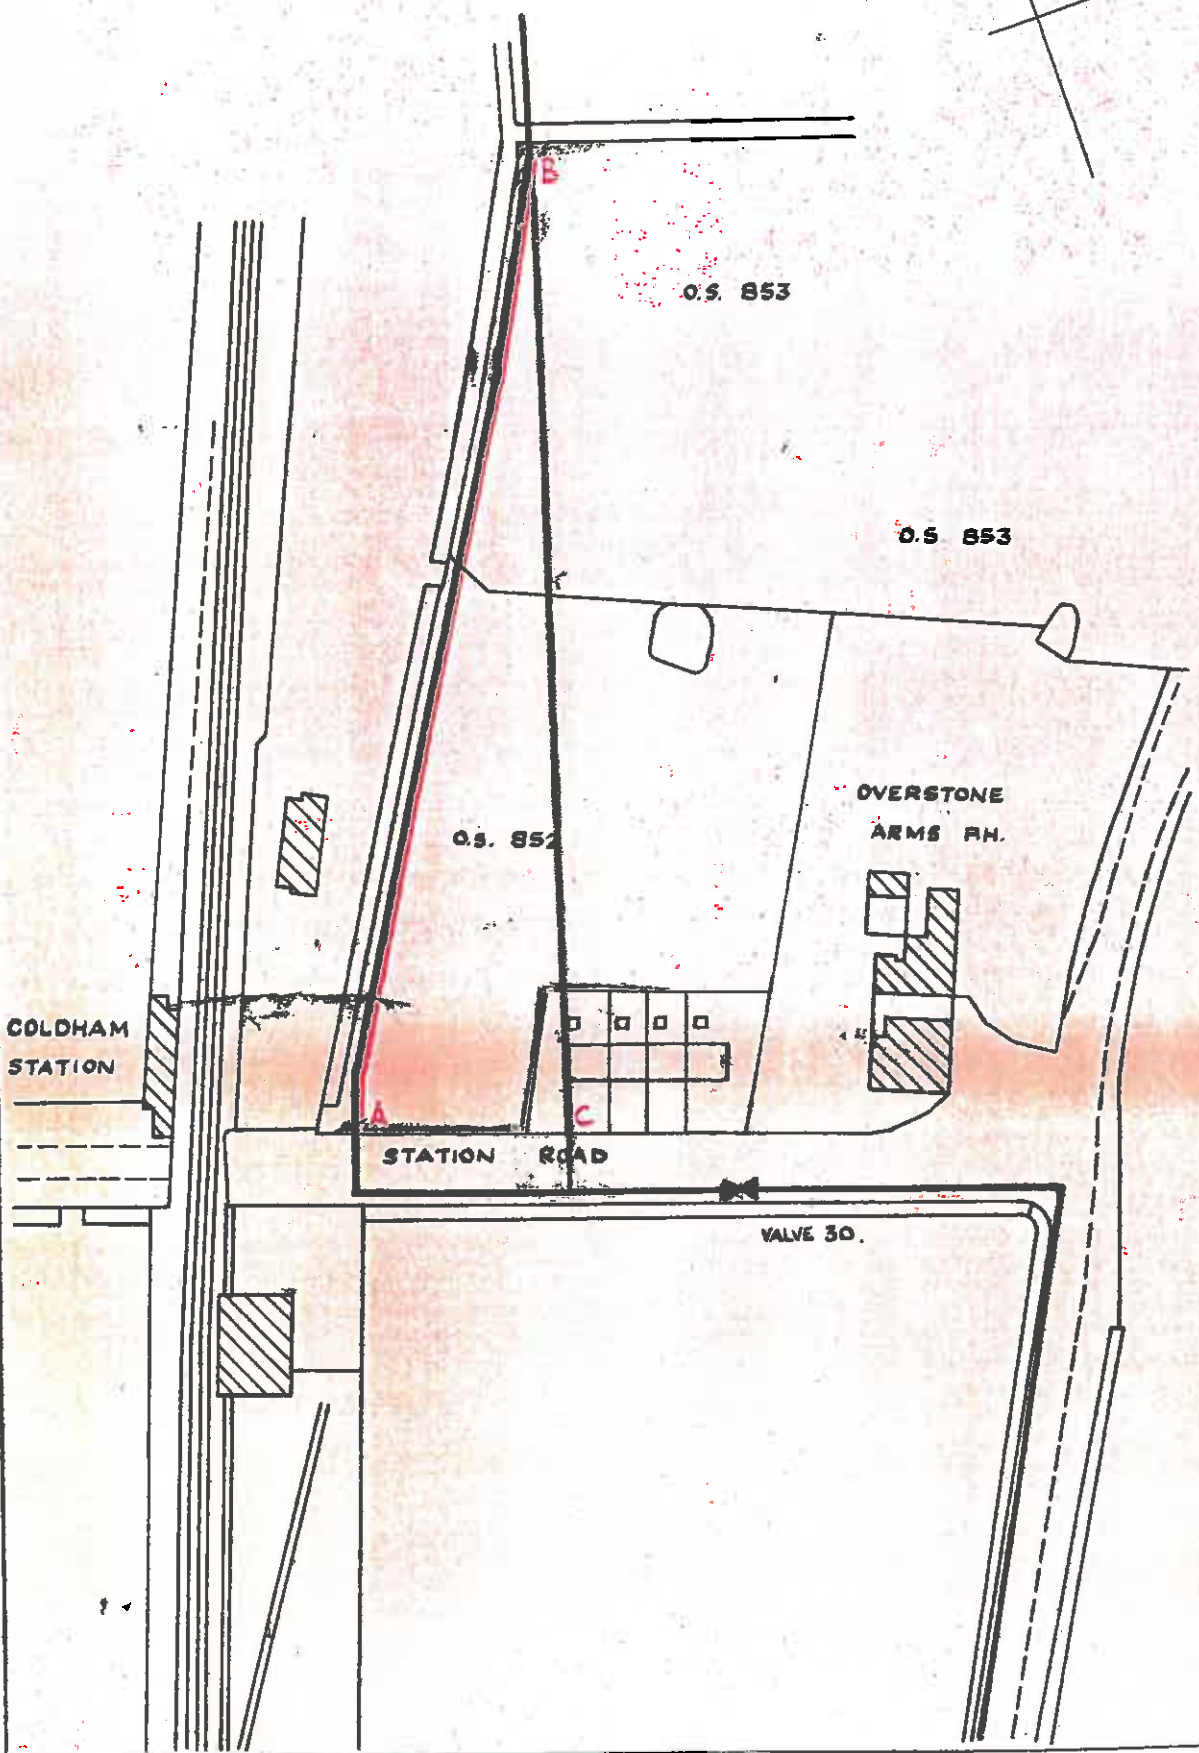 B
O.S. 853
O.S 853
OVERSTONE
ARMS P.H.
O.S. 852
COLDHAM
STATION
A
C
STATION ROAD
VALVE 30.